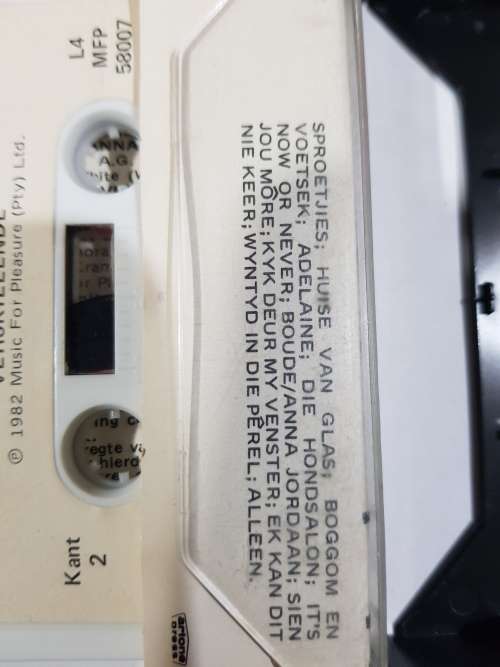 SPROETJIES; HUISE VAN GLAS; BOGGOM EN
VOETSEK; ADELAINE; DIE HONDSALON; IT'S
NOW OR NEVER; BOUDE/ANNA JORDAAN; SIEN
JOU MÔRE; KYK DEUR MY VENSTER; EK KAN DIT
NIE KEER; WYNTYD IN DIE PÊREL; ALLEEN.
L4
MFP
58007
℗ 1982 Music For Pleasure (Pty) Ltd.
Kant
2
A.G.